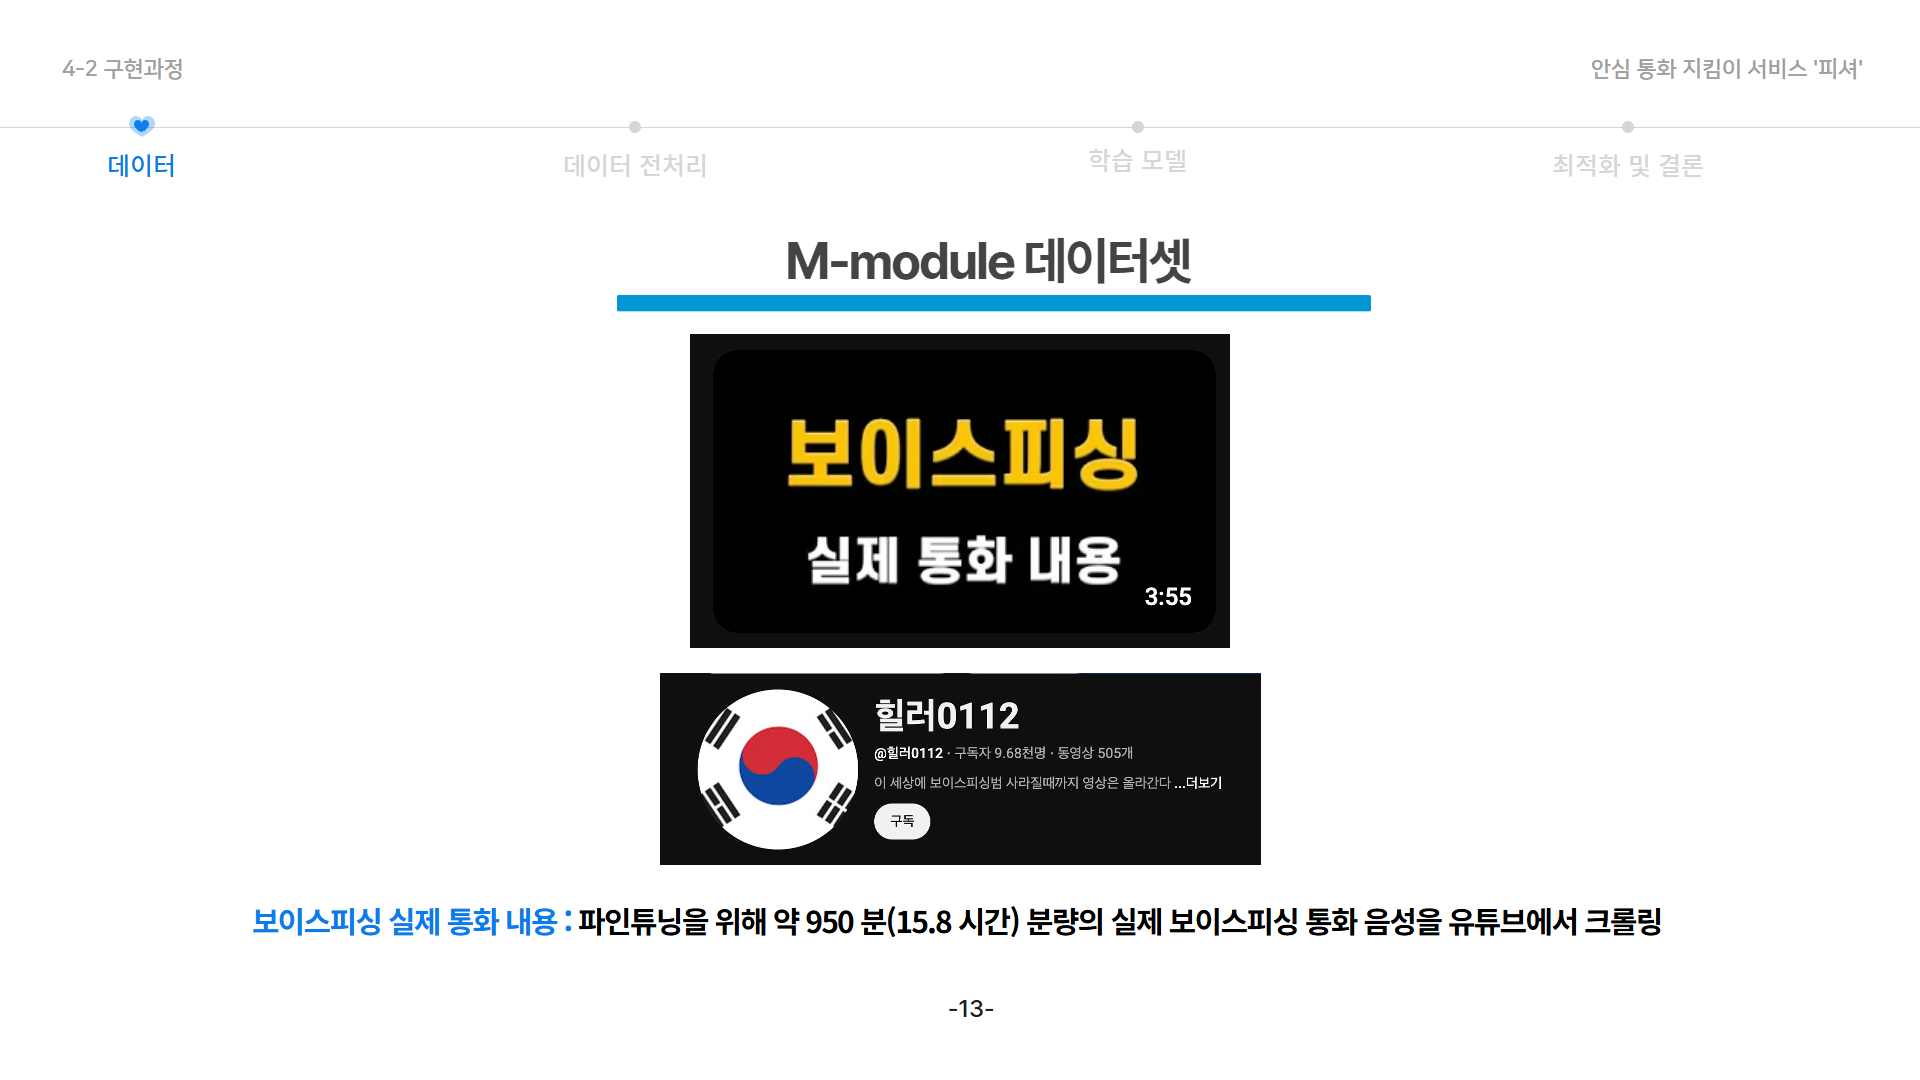 4-2 구현과정
안심 통화 지킴이 서비스 '피셔'
데이터
데이터 전처리
학습 모델
최적화 및 결론
M-module 데이터셋
보이스피싱
실제 통화 내용
3:55
힐러0112
@힐러0112 · 구독자 9.68천명 · 동영상 505개
이 세상에 보이스피싱범 사라질때까지 영상은 올라간다 ...더보기
구독
보이스피싱 실제 통화 내용 : 파인튜닝을 위해 약 950 분(15.8 시간) 분량의 실제 보이스피싱 통화 음성을 유튜브에서 크롤링
-13-